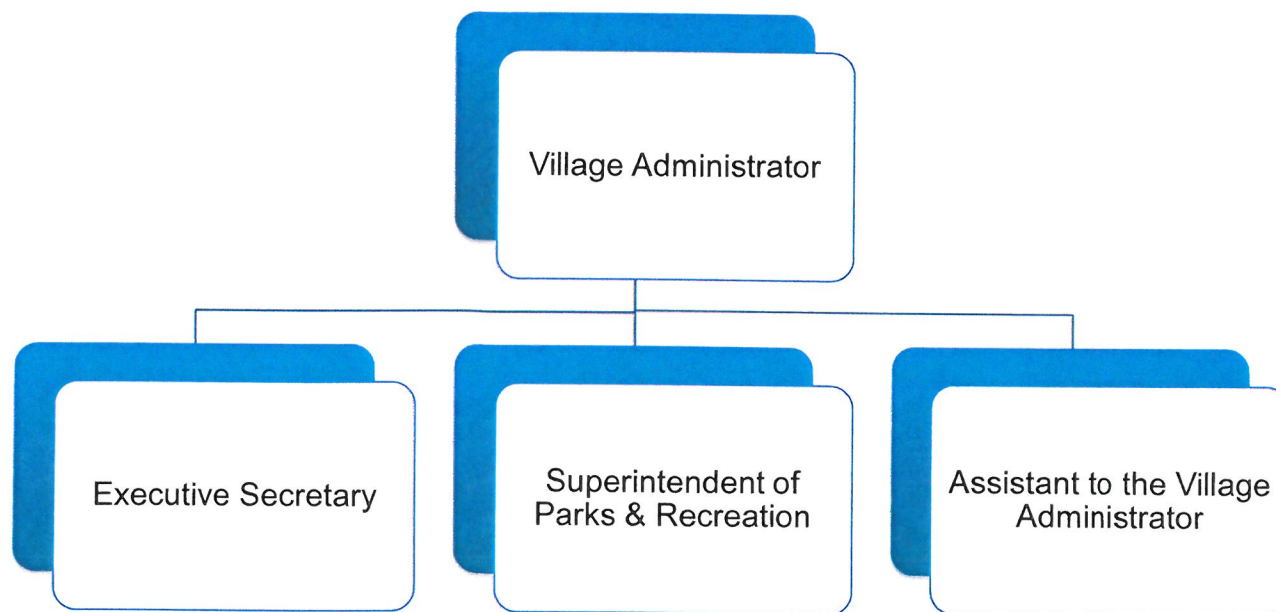 Village Administrator
Executive Secretary
Superintendent of
Parks & Recreation
Assistant to the Village
Administrator